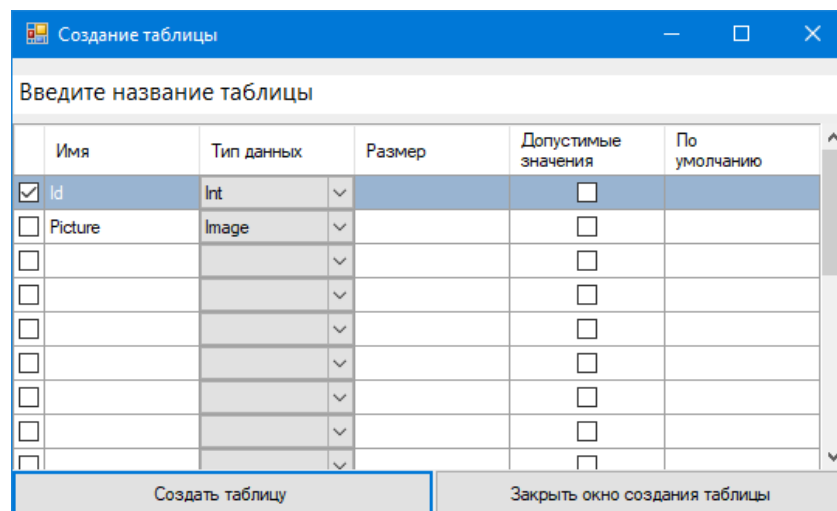 Создание таблицы
Введите название таблицы
Имя Тип данных Размер Допустимые значения По умолчанию
Id Int
Picture Image
Создать таблицу Закрыть окно создания таблицы